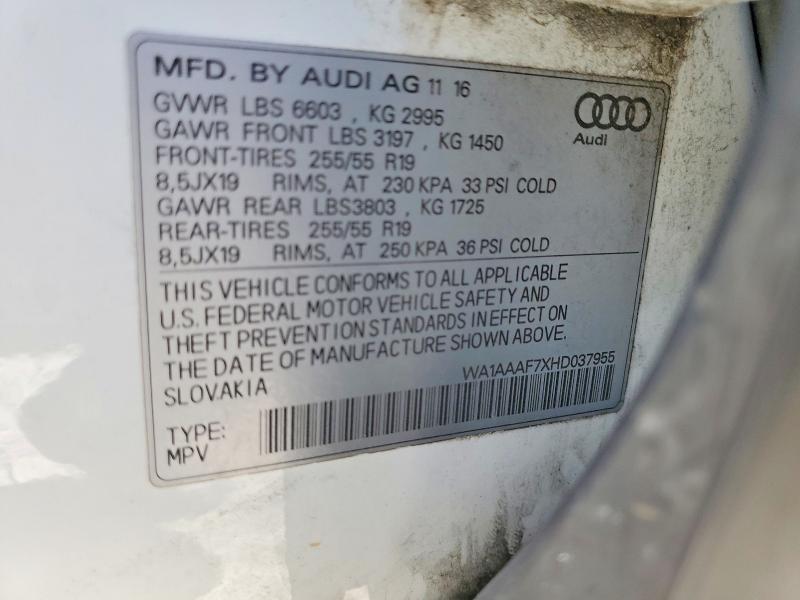 MFD. BY AUDI AG 11 16
GVWR LBS 6603 , KG 2995
GAWR FRONT LBS 3197 , KG 1450
FRONT-TIRES 255/55 R19
8,5JX19 RIMS, AT 230 KPA 33 PSI COLD
GAWR REAR LBS3803 , KG 1725
REAR-TIRES 255/55 R19
8,5JX19 RIMS, AT 250 KPA 36 PSI COLD
Audi
THIS VEHICLE CONFORMS TO ALL APPLICABLE
U.S. FEDERAL MOTOR VEHICLE SAFETY AND
THEFT PREVENTION STANDARDS IN EFFECT ON
THE DATE OF MANUFACTURE SHOWN ABOVE.
SLOVAKIA
WA1AAAF7XHD037955
TYPE:
MPV